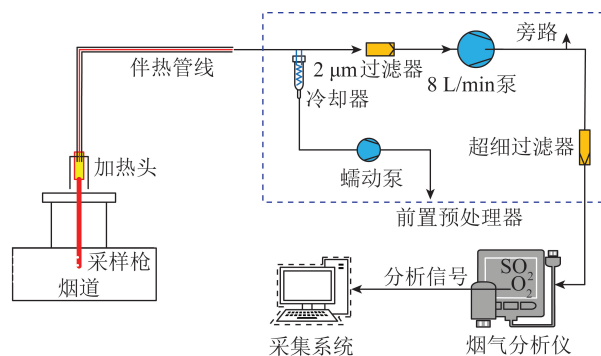 旁路
伴热管线
2 μm过滤器
8 L/min泵
冷却器
超细过滤器
加热头
蠕动泵
前置预处理器
采样枪
烟道
分析信号
SO2
O2
采集系统
烟气分析仪